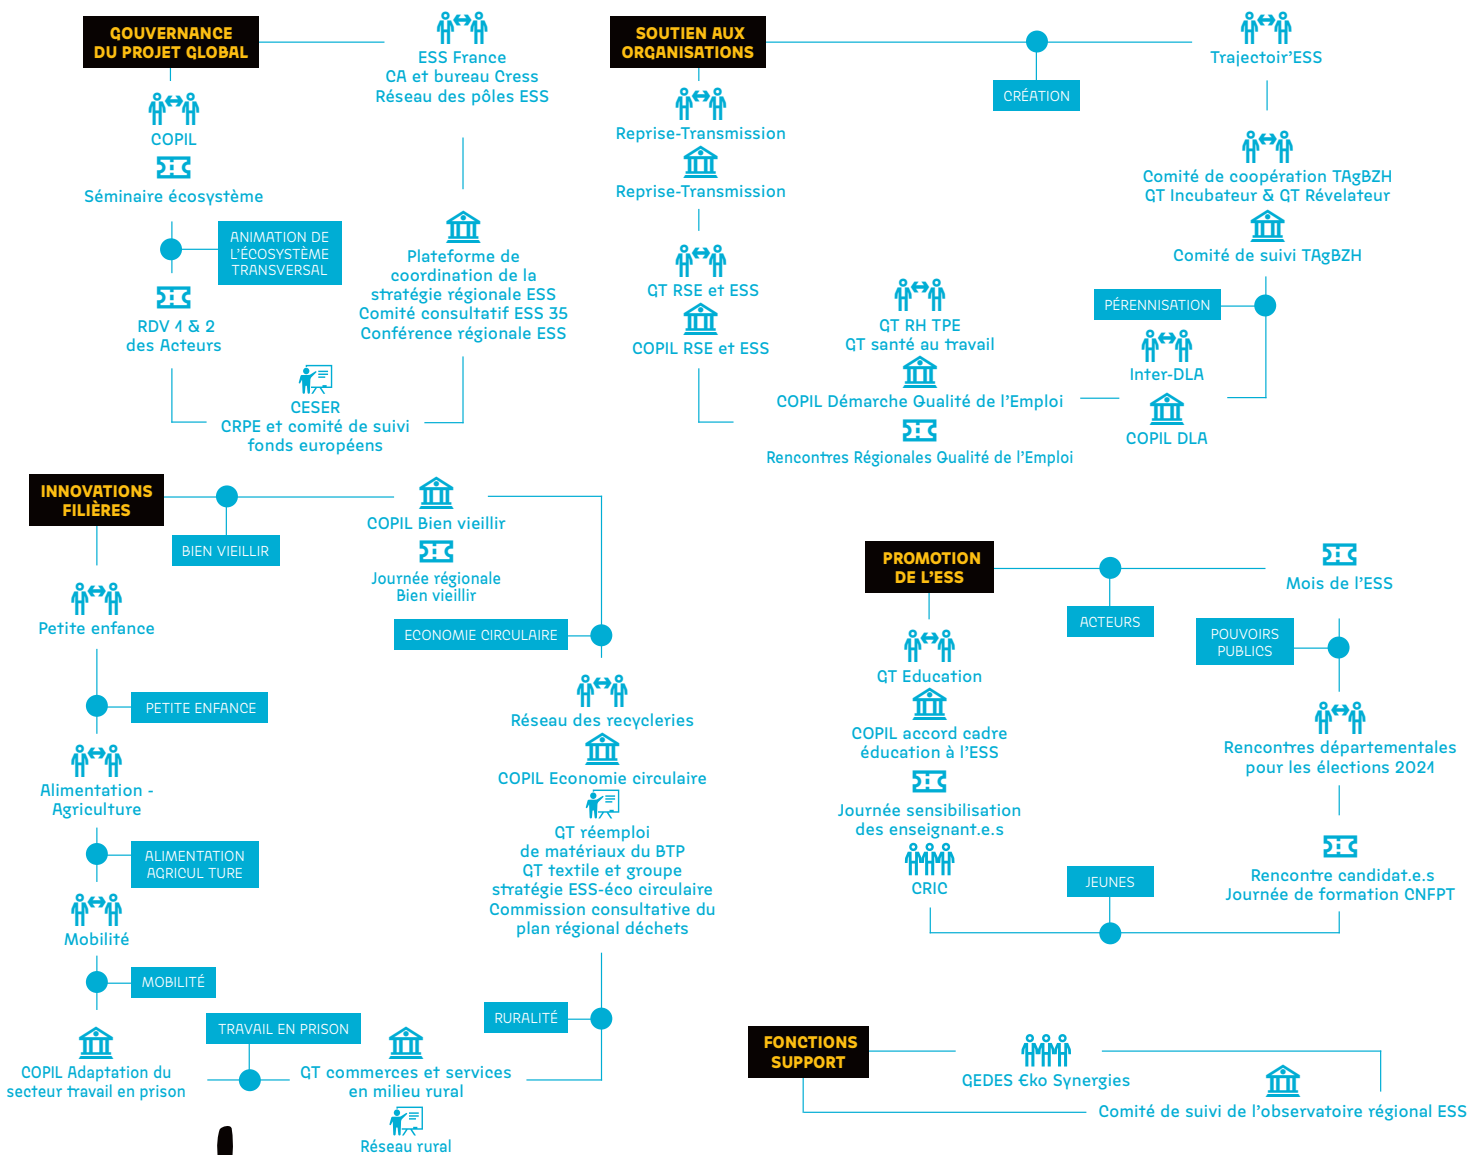 GOUVERNANCE
DU PROJET GLOBAL
ESS France
CA et bureau Cress
Réseau des pôles ESS
COPIL
Séminaire écosystème
ANIMATION DE
L'ÉCOSYSTÈME
TRANSVERSAL
Plateforme de
coordination de la
stratégie régionale ESS
Comité consultatif ESS 35
Conférence régionale ESS
RDV 1 & 2
des Acteurs
CESER
CRPE et comité de suivi
fonds européens
SOUTIEN AUX
ORGANISATIONS
CRÉATION
Trajectoir'ESS
Reprise-Transmission
Reprise-Transmission
Comité de coopération TAgBZH
GT Incubateur & GT Révelateur
Comité de suivi TAgBZH
GT RSE et ESS
COPIL RSE et ESS
PÉRENNISATION
GT RH TPE
GT santé au travail
COPIL Démarche Qualité de l'Emploi
Rencontres Régionales Qualité de l'Emploi
Inter-DLA
COPIL DLA
INNOVATIONS
FILIÈRES
BIEN VIEILLIR
COPIL Bien vieillir
Journée régionale
Bien vieillir
Petite enfance
ECONOMIE CIRCULAIRE
PETITE ENFANCE
Réseau des recycleries
COPIL Economie circulaire
GT réemploi
de matériaux du BTP
GT textile et groupe
stratégie ESS-éco circulaire
Commission consultative du
plan régional déchets
Alimentation -
Agriculture
ALIMENTATION
AGRICUL TURE
Mobilité
MOBILITÉ
RURALITÉ
TRAVAIL EN PRISON
COPIL Adaptation du
secteur travail en prison
GT commerces et services
en milieu rural
Réseau rural
PROMOTION
DE L'ESS
ACTEURS
Mois de l'ESS
POUVOIRS
PUBLICS
GT Education
COPIL accord cadre
éducation à l'ESS
Journée sensibilisation
des enseignant.e.s
CRIC
Rencontres départementales
pour les élections 2021
Rencontre candidat.e.s
Journée de formation CNFPT
JEUNES
FONCTIONS
SUPPORT
GEDES €ko Synergies
Comité de suivi de l'observatoire régional ESS